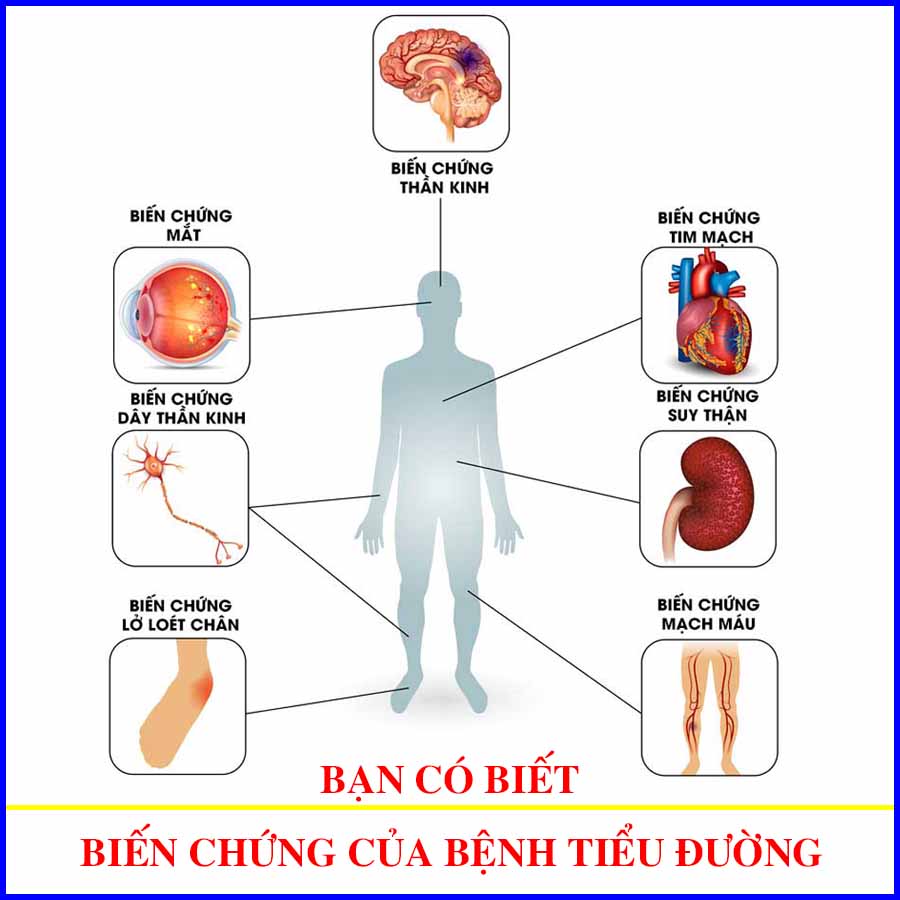 BIẾN CHỨNG
THẦN KINH
BIẾN CHỨNG
MẮT
BIẾN CHỨNG
TIM MẠCH
BIẾN CHỨNG
DÂY THẦN KINH
BIẾN CHỨNG
SUY THẬN
BIẾN CHỨNG
LỞ LOÉT CHÂN
BIẾN CHỨNG
MẠCH MÁU
BẠN CÓ BIẾT
BIẾN CHỨNG CỦA BỆNH TIỂU ĐƯỜNG